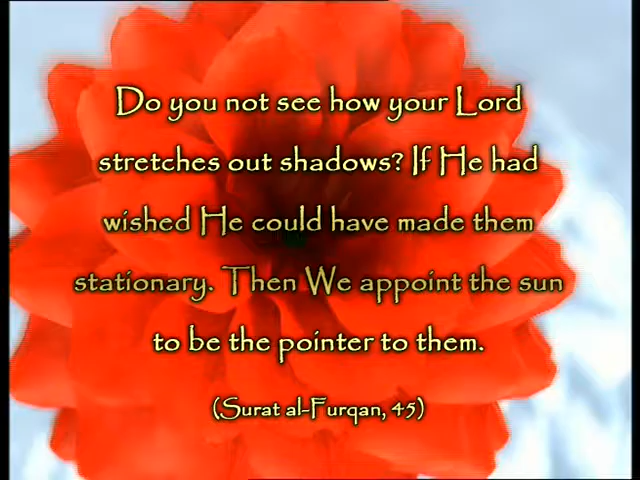 Do you not see how your Lord
stretches out shadows? If He had
wished He could have made them
stationary. Then We appoint the sun
to be the pointer to them.
(Surat al-Furqan, 45)